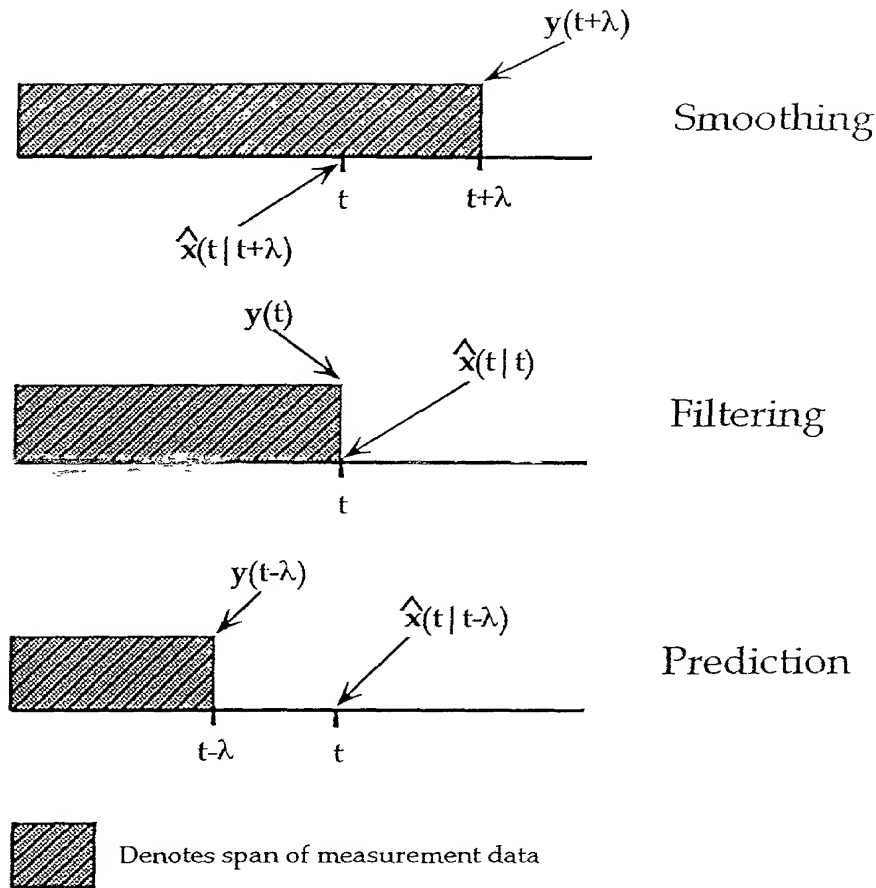 y(t+λ)
Smoothing
t
t+λ
x̂(t|t+λ)
y(t)
x̂(t|t)
Filtering
t
y(t-λ)
x̂(t|t-λ)
Prediction
t-λ
t
Denotes span of measurement data